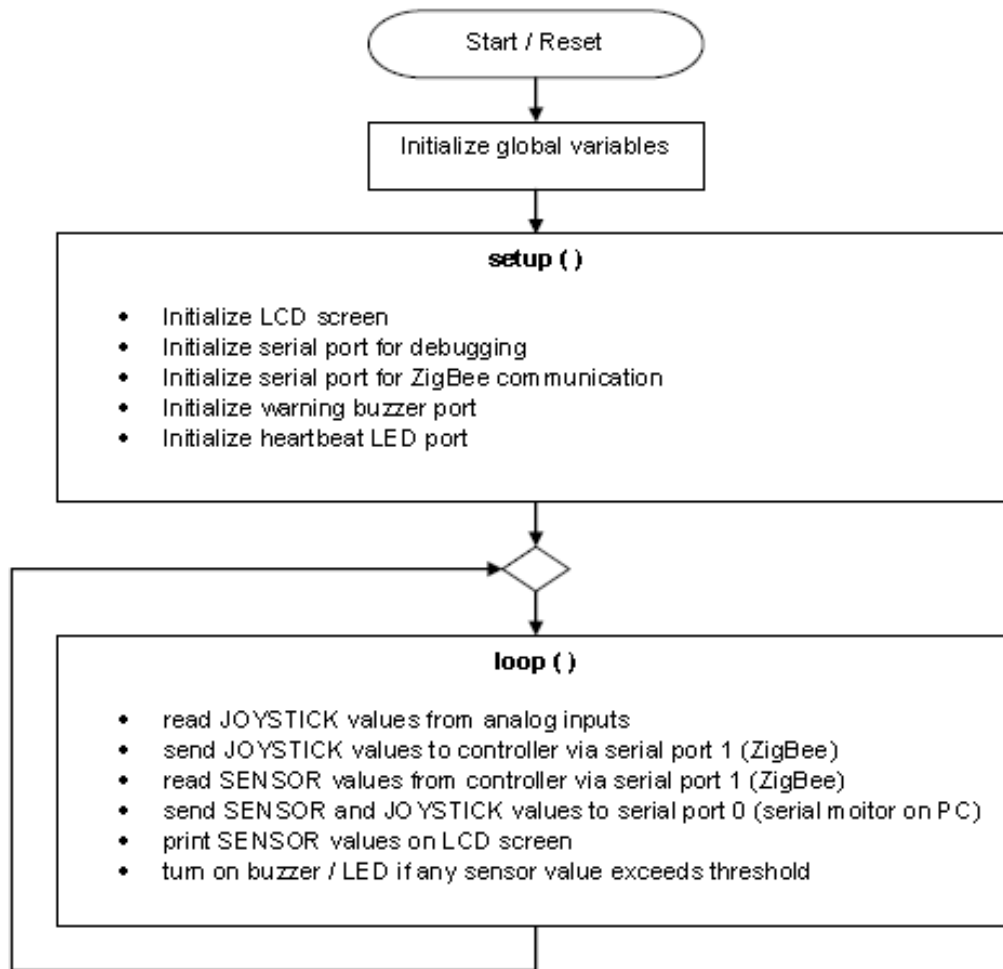 Start / Reset
Initialize global variables
setup ( )
• Initialize LCD screen
• Initialize serial port for debugging
• Initialize serial port for ZigBee communication
• Initialize warning buzzer port
• Initialize heartbeat LED port
loop ( )
• read JOYSTICK values from analog inputs
• send JOYSTICK values to controller via serial port 1 (ZigBee)
• read SENSOR values from controller via serial port 1 (ZigBee)
• send SENSOR and JOYSTICK values to serial port 0 (serial moitor on PC)
• print SENSOR values on LCD screen
• turn on buzzer / LED if any sensor value exceeds threshold